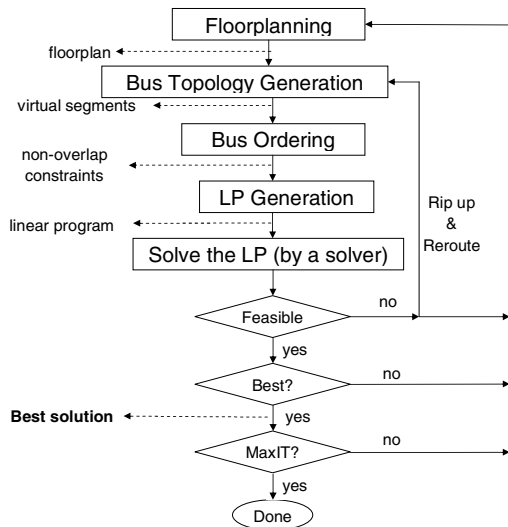 Floorplanning
floorplan
Bus Topology Generation
virtual segments
Bus Ordering
non-overlap
constraints
LP Generation
linear program
Rip up
&
Reroute
Solve the LP (by a solver)
Feasible
no
yes
Best?
no
Best solution
yes
MaxIT?
no
yes
Done